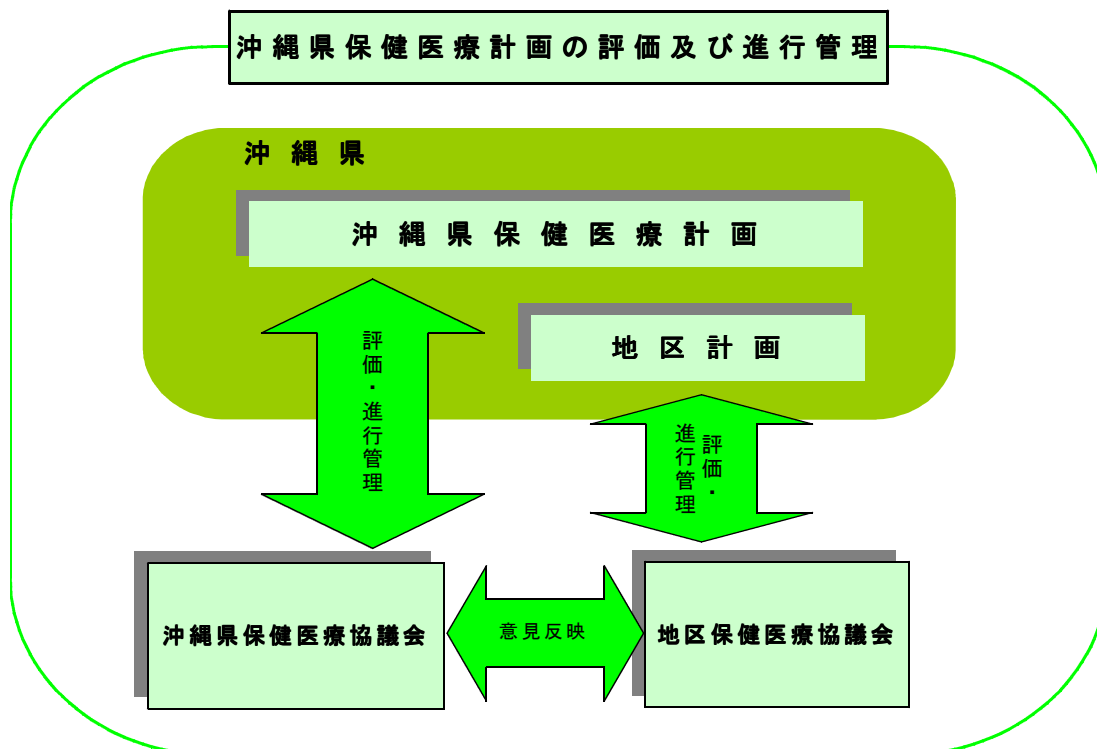 沖縄県保健医療計画の評価及び進行管理
沖縄県
沖縄県保健医療計画
地区計画
評価・進行管理
評価・
進行管理
沖縄県保健医療協議会
意見反映
地区保健医療協議会